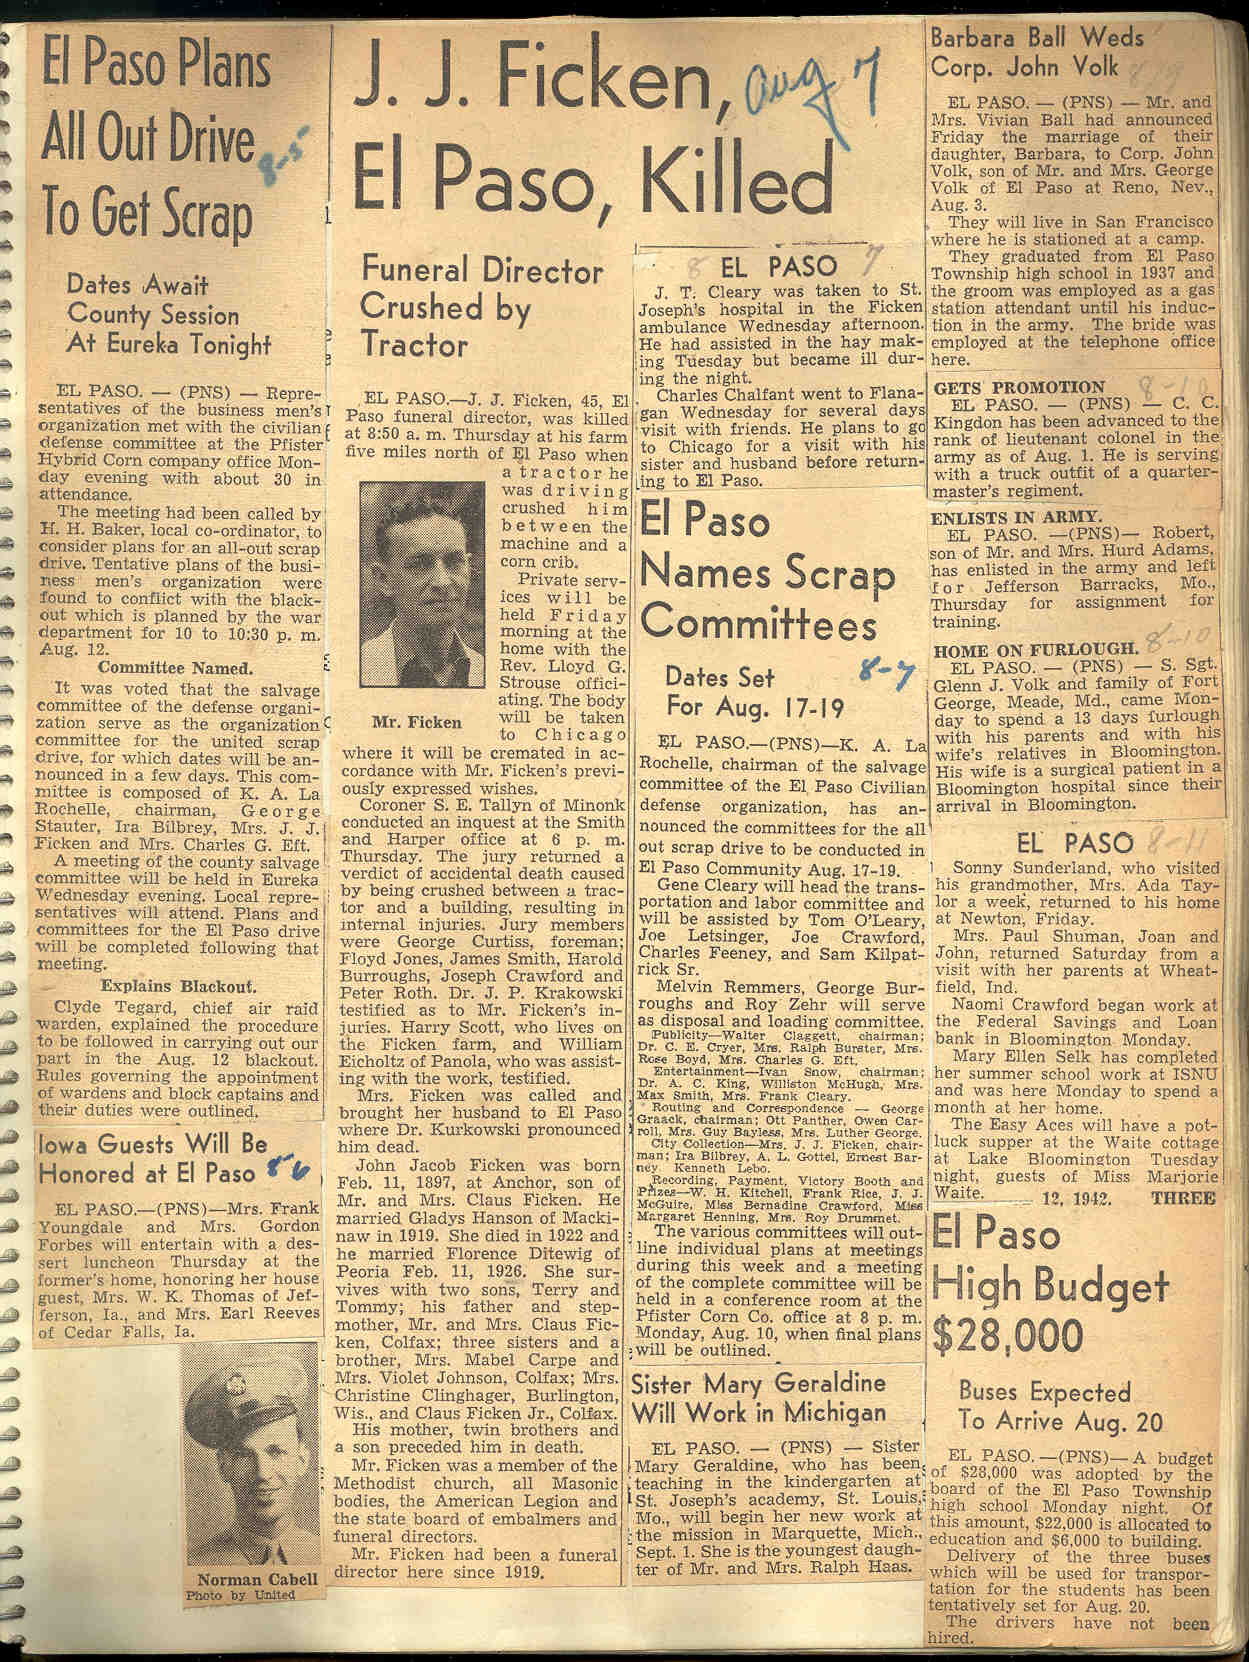 El Paso Plans
All Out Drive
To Get Scrap
8-5
Dates Await
County Session
At Eureka Tonight
EL PASO. — (PNS) — Repre-
sentatives of the business men's
organization met with the civilian
defense committee at the Pfister
Hybrid Corn company office Mon-
day evening with about 30 in
attendance.
The meeting had been called by
H. H. Baker, local co-ordinator, to
consider plans for an all-out scrap
drive. Tentative plans of the busi-
ness men's organization were
found to conflict with the black-
out which is planned by the war
department for 10 to 10:30 p. m.
Aug. 12.
Committee Named.
It was voted that the salvage
committee of the defense organi-
zation serve as the organization
committee for the united scrap
drive, for which dates will be an-
nounced in a few days. This com-
mittee is composed of K. A. La
Rochelle, chairman, George
Stauter, Ira Bilbrey, Mrs. J. J.
Ficken and Mrs. Charles G. Eft.
A meeting of the county salvage
committee will be held in Eureka
Wednesday evening. Local repre-
sentatives will attend. Plans and
committees for the El Paso drive
will be completed following that
meeting.
Explains Blackout.
Clyde Tegard, chief air raid
warden, explained the procedure
to be followed in carrying out our
part in the Aug. 12 blackout.
Rules governing the appointment
of wardens and block captains and
their duties were outlined.
Iowa Guests Will Be
Honored at El Paso
8-6
EL PASO.—(PNS)—Mrs. Frank
Youngdale and Mrs. Gordon
Forbes will entertain with a des-
sert luncheon Thursday at the
former's home, honoring her house
guest, Mrs. W. K. Thomas of Jef-
ferson, Ia., and Mrs. Earl Reeves
of Cedar Falls, Ia.
Norman Cabell
Photo by United
J. J. Ficken,
Aug 7
El Paso, Killed
Funeral Director
Crushed by
Tractor
EL PASO.—J. J. Ficken, 45, El
Paso funeral director, was killed
at 8:50 a. m. Thursday at his farm
five miles north of El Paso when
a tractor he
was driving
crushed him
between the
machine and a
corn crib.
Private serv-
ices will be
held Friday
morning at the
home with the
Rev. Lloyd G.
Strouse offici-
ating. The body
will be taken
to Chicago
Mr. Ficken
where it will be cremated in ac-
cordance with Mr. Ficken's previ-
ously expressed wishes.
Coroner S. E. Tallyn of Minonk
conducted an inquest at the Smith
and Harper office at 6 p. m.
Thursday. The jury returned a
verdict of accidental death caused
by being crushed between a trac-
tor and a building, resulting in
internal injuries. Jury members
were George Curtiss, foreman;
Floyd Jones, James Smith, Harold
Burroughs, Joseph Crawford and
Peter Roth. Dr. J. P. Krakowski
testified as to Mr. Ficken's in-
juries. Harry Scott, who lives on
the Ficken farm, and William
Eicholtz of Panola, who was assist-
ing with the work, testified.
Mrs. Ficken was called and
brought her husband to El Paso
where Dr. Kurkowski pronounced
him dead.
John Jacob Ficken was born
Feb. 11, 1897, at Anchor, son of
Mr. and Mrs. Claus Ficken. He
married Gladys Hanson of Macki-
naw in 1919. She died in 1922 and
he married Florence Ditewig of
Peoria Feb. 11, 1926. She sur-
vives with two sons, Terry and
Tommy; his father and step-
mother, Mr. and Mrs. Claus Fic-
ken, Colfax; three sisters and a
brother, Mrs. Mabel Carpe and
Mrs. Violet Johnson, Colfax; Mrs.
Christine Clinghager, Burlington,
Wis., and Claus Ficken Jr., Colfax.
His mother, twin brothers and
a son preceded him in death.
Mr. Ficken was a member of the
Methodist church, all Masonic
bodies, the American Legion and
the state board of embalmers and
funeral directors.
Mr. Ficken had been a funeral
director here since 1919.
8 EL PASO 7
J. T. Cleary was taken to St.
Joseph's hospital in the Ficken
ambulance Wednesday afternoon.
He had assisted in the hay mak-
ing Tuesday but became ill dur-
ing the night.
Charles Chalfant went to Flana-
gan Wednesday for several days
visit with friends. He plans to go
to Chicago for a visit with his
sister and husband before return-
ing to El Paso.
El Paso
Names Scrap
Committees
Dates Set
8-7
For Aug. 17-19
EL PASO.—(PNS)—K. A. La
Rochelle, chairman of the salvage
committee of the El Paso Civilian
defense organization, has an-
nounced the committees for the all
out scrap drive to be conducted in
El Paso Community Aug. 17-19.
Gene Cleary will head the trans-
portation and labor committee and
will be assisted by Tom O'Leary,
Joe Letsinger, Joe Crawford,
Charles Feeney, and Sam Kilpat-
rick Sr.
Melvin Remmers, George Bur-
roughs and Roy Zehr will serve
as disposal and loading committee.
Publicity—Walter Claggett, chairman;
Dr. C. E. Cryer, Mrs. Ralph Burster, Mrs.
Rose Boyd, Mrs. Charles G. Eft.
Entertainment—Ivan Snow, chairman;
Dr. A. C. King, Williston McHugh, Mrs.
Max Smith, Mrs. Frank Cleary.
Routing and Correspondence — George
Graack, chairman; Ott Panther, Owen Car-
roll, Mrs. Guy Bayless, Mrs. Luther George.
City Collection—Mrs. J. J. Ficken, chair-
man; Ira Bilbrey, A. L. Gottel, Ernest Bar-
ney. Kenneth Lebo.
Recording, Payment, Victory Booth and
Prizes—W. H. Kitchell, Frank Rice, J. J.
McGuire, Miss Bernadine Crawford, Miss
Margaret Henning, Mrs. Roy Drummet.
The various committees will out-
line individual plans at meetings
during this week and a meeting
of the complete committee will be
held in a conference room at the
Pfister Corn Co. office at 8 p. m.
Monday, Aug. 10, when final plans
will be outlined.
Sister Mary Geraldine
Will Work in Michigan
EL PASO. — (PNS) — Sister
Mary Geraldine, who has been
teaching in the kindergarten at
St. Joseph's academy, St. Louis,
Mo., will begin her new work at
the mission in Marquette, Mich.,
Sept. 1. She is the youngest daugh-
ter of Mr. and Mrs. Ralph Haas.
Barbara Ball Weds
Corp. John Volk
EL PASO. — (PNS) — Mr. and
Mrs. Vivian Ball had announced
Friday the marriage of their
daughter, Barbara, to Corp. John
Volk, son of Mr. and Mrs. George
Volk of El Paso at Reno, Nev.,
Aug. 3.
They will live in San Francisco
where he is stationed at a camp.
They graduated from El Paso
Township high school in 1937 and
the groom was employed as a gas
station attendant until his induc-
tion in the army. The bride was
employed at the telephone office
here.
GETS PROMOTION
8-10
EL PASO. — (PNS) — C. C.
Kingdon has been advanced to the
rank of lieutenant colonel in the
army as of Aug. 1. He is serving
with a truck outfit of a quarter-
master's regiment.
ENLISTS IN ARMY.
EL PASO. —(PNS)— Robert,
son of Mr. and Mrs. Hurd Adams,
has enlisted in the army and left
for Jefferson Barracks, Mo.,
Thursday for assignment for
training.
HOME ON FURLOUGH.
8-10
EL PASO. — (PNS) — S. Sgt.
Glenn J. Volk and family of Fort
George, Meade, Md., came Mon-
day to spend a 13 days furlough
with his parents and with his
wife's relatives in Bloomington.
His wife is a surgical patient in a
Bloomington hospital since their
arrival in Bloomington.
EL PASO 8-11
Sonny Sunderland, who visited
his grandmother, Mrs. Ada Tay-
lor a week, returned to his home
at Newton, Friday.
Mrs. Paul Shuman, Joan and
John, returned Saturday from a
visit with her parents at Wheat-
field, Ind.
Naomi Crawford began work at
the Federal Savings and Loan
bank in Bloomington Monday.
Mary Ellen Selk has completed
her summer school work at ISNU
and was here Monday to spend a
month at her home.
The Easy Aces will have a pot-
luck supper at the Waite cottage
at Lake Bloomington Tuesday
night, guests of Miss Marjorie
Waite.
12, 1942. THREE
El Paso
High Budget
$28,000
Buses Expected
To Arrive Aug. 20
EL PASO. —(PNS)— A budget
of $28,000 was adopted by the
board of the El Paso Township
high school Monday night. Of
this amount, $22,000 is allocated to
education and $6,000 to building.
Delivery of the three buses
which will be used for transpor-
tation for the students has been
tentatively set for Aug. 20.
The drivers have not been
hired.